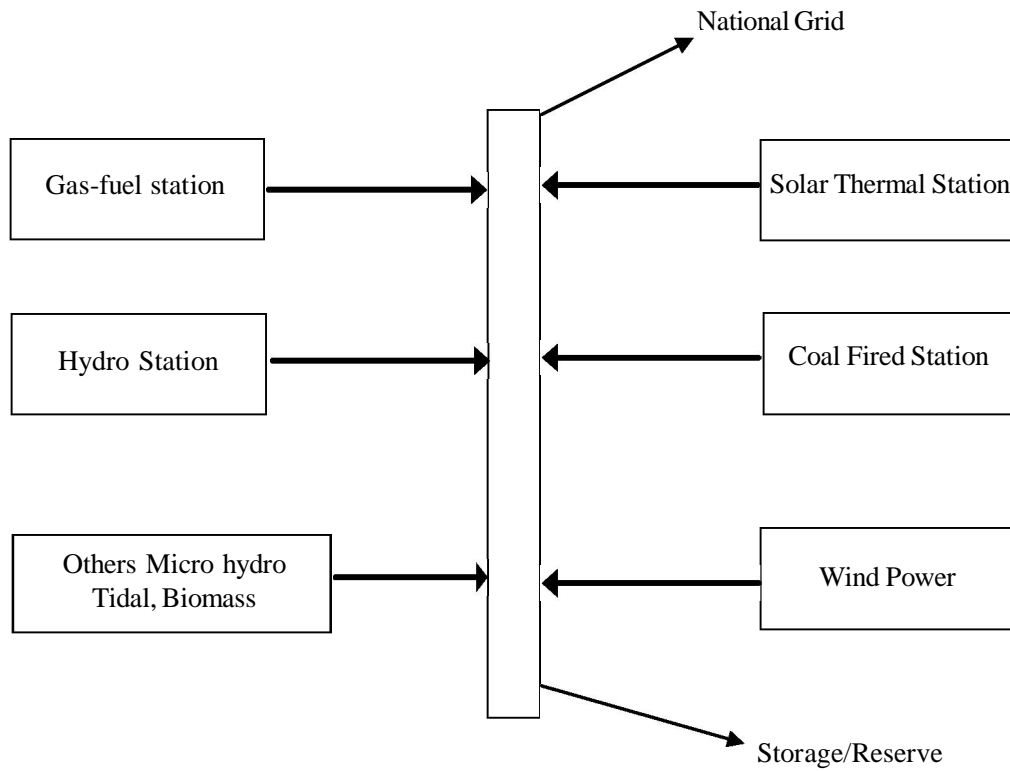 National Grid
Gas-fuel station
Solar Thermal Station
Hydro Station
Coal Fired Station
Others Micro hydro
Tidal, Biomass
Wind Power
Storage/Reserve